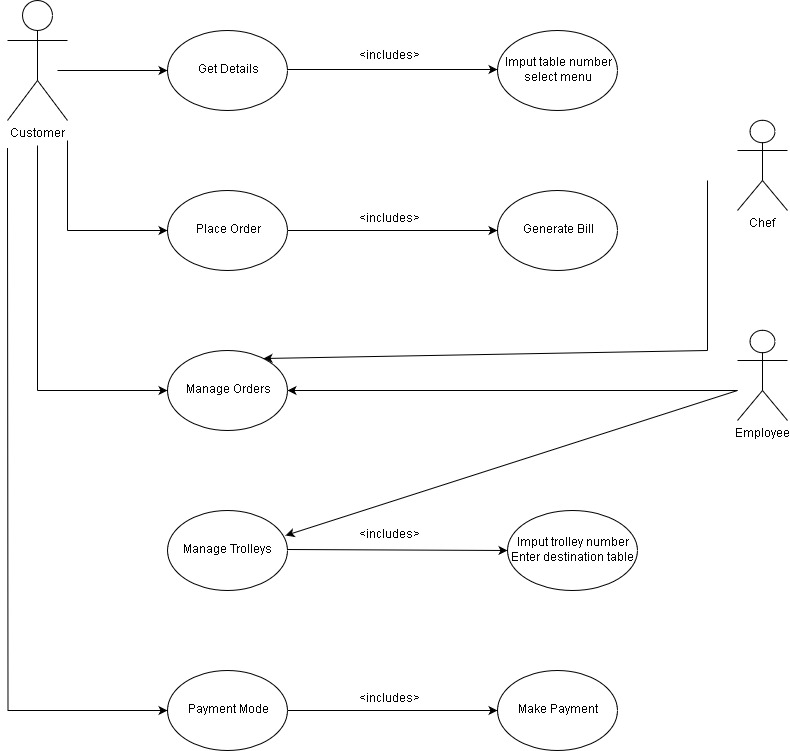 Get Details
<includes>
Imput table number
select menu
Customer
Place Order
<includes>
Generate Bill
Chef
Manage Orders
Employee
Manage Trolleys
<includes>
Imput trolley number
Enter destination table
Payment Mode
<includes>
Make Payment